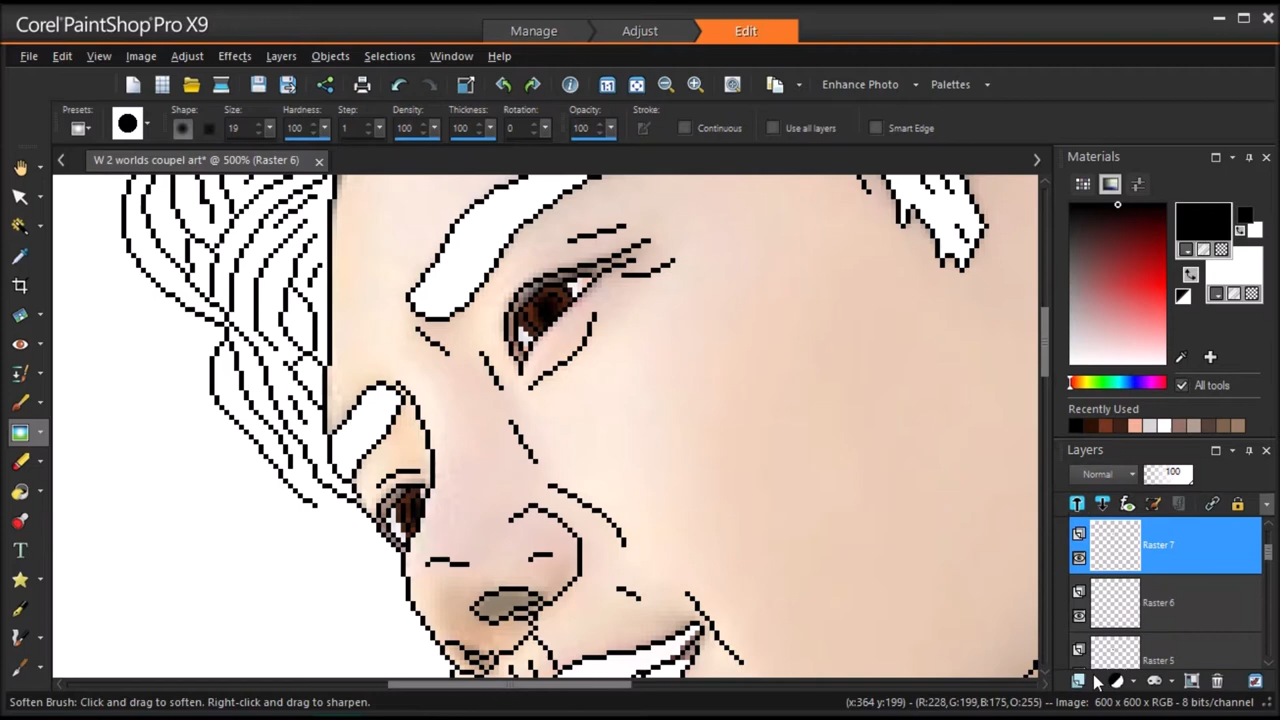 Corel PaintShop Pro X9
Manage Adjust Edit
File Edit View Image Adjust Effects Layers Objects Selections Window Help
Enhance Photo Palettes
Presets: Shape: Size: Hardness: Step: Density: Thickness: Rotation: Opacity: Stroke:
19 100 1 100 100 0 100 Continuous Use all layers Smart Edge
W 2 worlds coupel art* @ 500% (Raster 6)
Materials
All tools
Recently Used
Layers
Normal 100
Raster 7
Raster 6
Raster 5
Soften Brush: Click and drag to soften. Right-click and drag to sharpen.
(x:364 y:199) -- (R:228,G:199,B:175,O:255) -- Image: 600 x 600 x RGB - 8 bits/channel